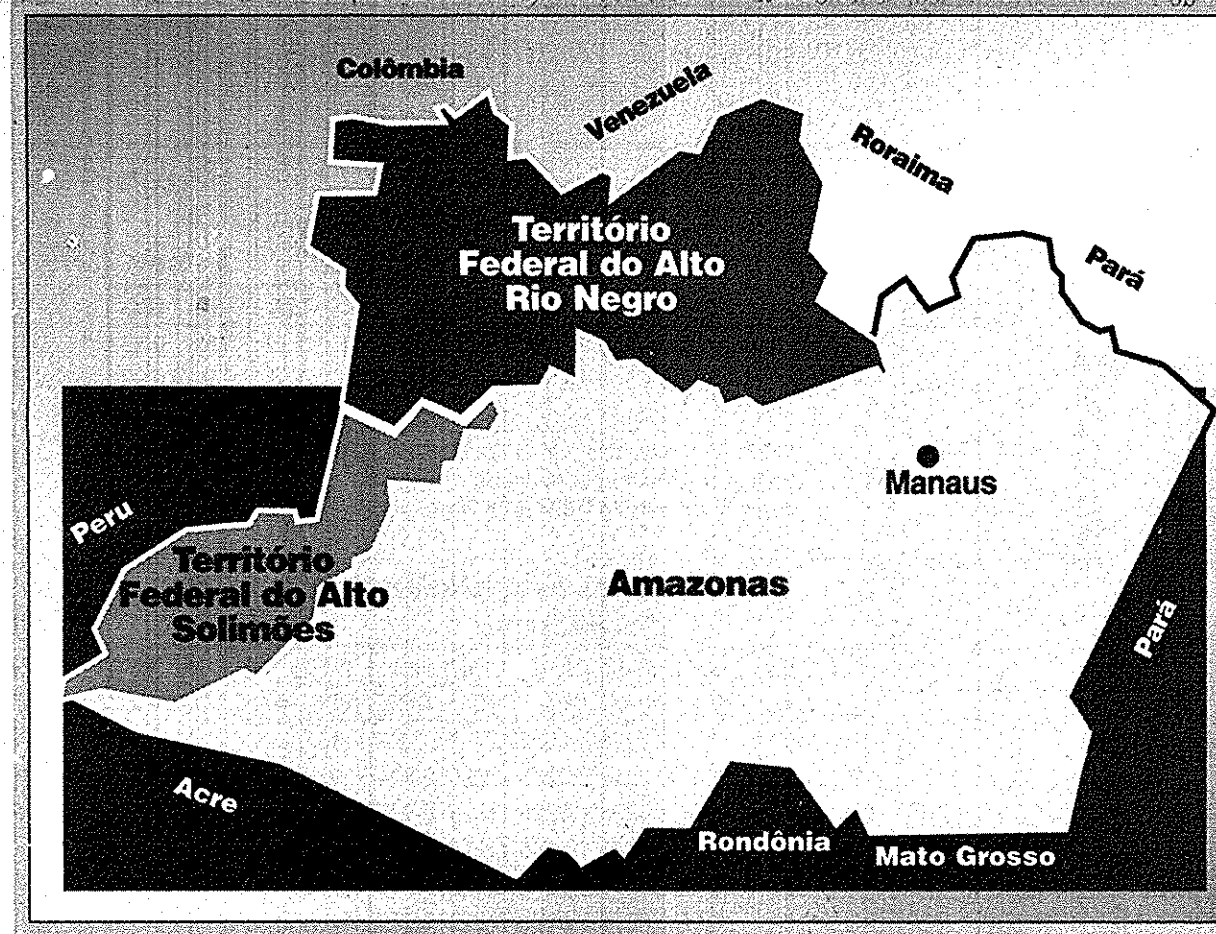 Colômbia
Venezuela
Roraima
Território
Federal do Alto
Rio Negro
Pará
Manaus
Peru
Território
Federal do Alto
Solimões
Amazonas
Pará
Acre
Rondônia
Mato Grosso